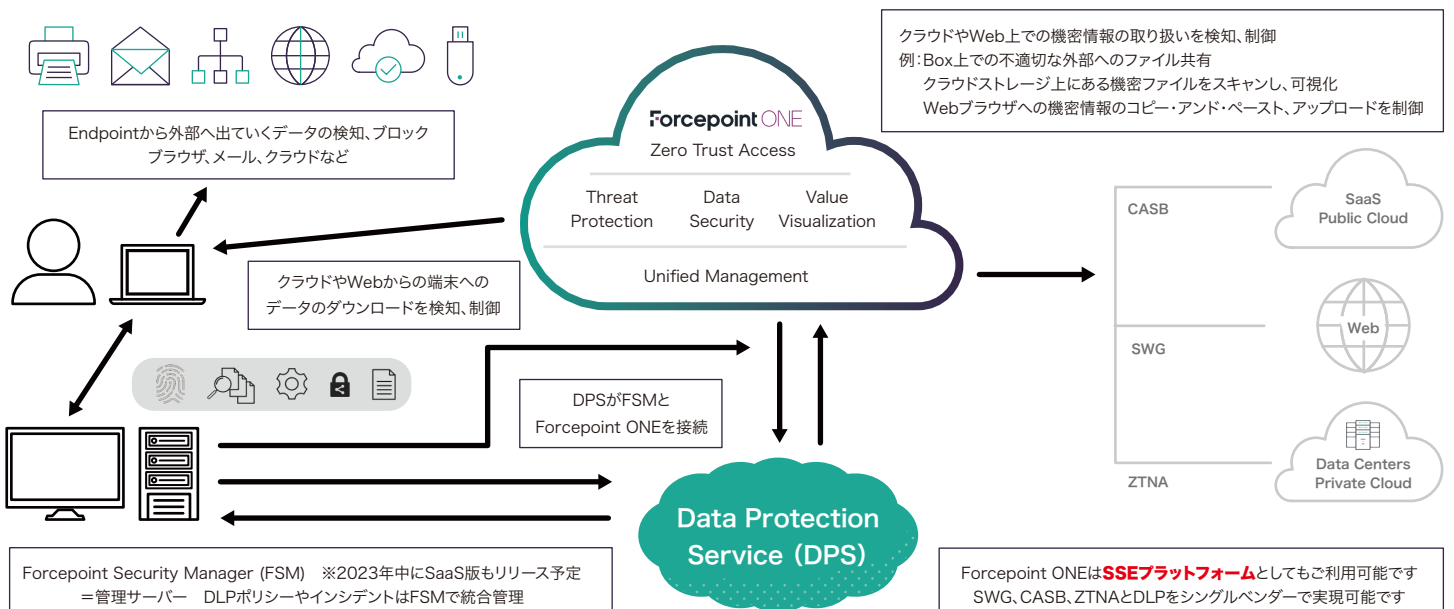 クラウドやWeb上での機密情報の取り扱いを検知、制御
例：Box上での不適切な外部へのファイル共有
クラウドストレージ上にある機密ファイルをスキャンし、可視化
Webブラウザへの機密情報のコピー・アンド・ペースト、アップロードを制御
Endpointから外部へ出ていくデータの検知、ブロック
ブラウザ、メール、クラウドなど
Forcepoint ONE
Zero Trust Access
Threat
Protection
Data
Security
Value
Visualization
Unified Management
クラウドやWebからの端末への
データのダウンロードを検知、制御
CASB
SaaS
Public Cloud
SWG
Web
ZTNA
Data Centers
Private Cloud
DPSがFSMと
Forcepoint ONEを接続
Data Protection
Service（DPS）
Forcepoint Security Manager (FSM)　※2023年中にSaaS版もリリース予定
＝管理サーバー　DLPポリシーやインシデントはFSMで統合管理
Forcepoint ONEはSSEプラットフォームとしてもご利用可能です
SWG、CASB、ZTNAとDLPをシングルベンダーで実現可能です